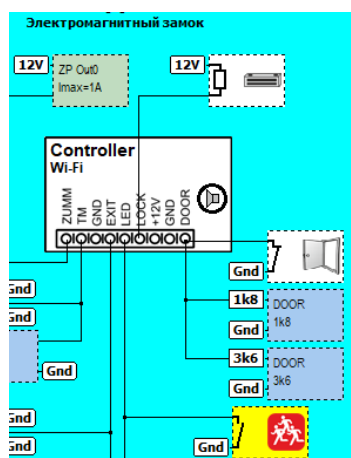 Электромагнитный замок
12V
ZP Out0
Imax=1A
12V
Controller
Wi-Fi
ZUMM
TM
GND
EXIT
LED
LOCK
+12V
GND
DOOR
Gnd
Gnd
1k8
DOOR
1k8
Gnd
Gnd
3k6
DOOR
3k6
Gnd
Gnd
Gnd
Gnd
Gnd